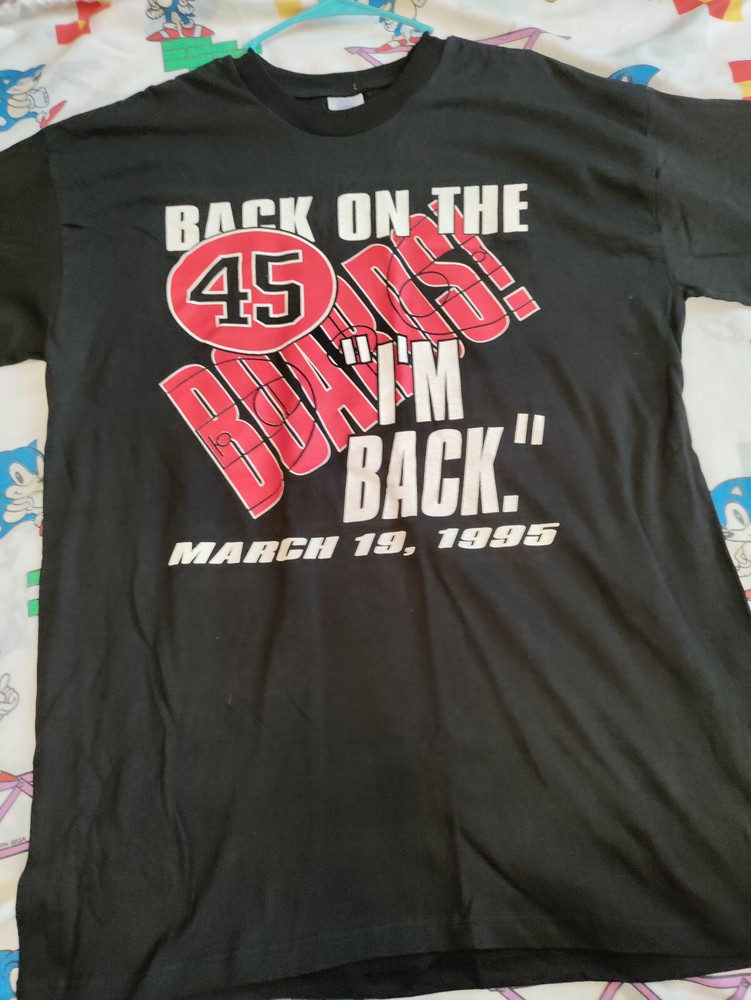 BACK ON THE
45
BOARDS!
"I'M
BACK."
MARCH 19, 1995